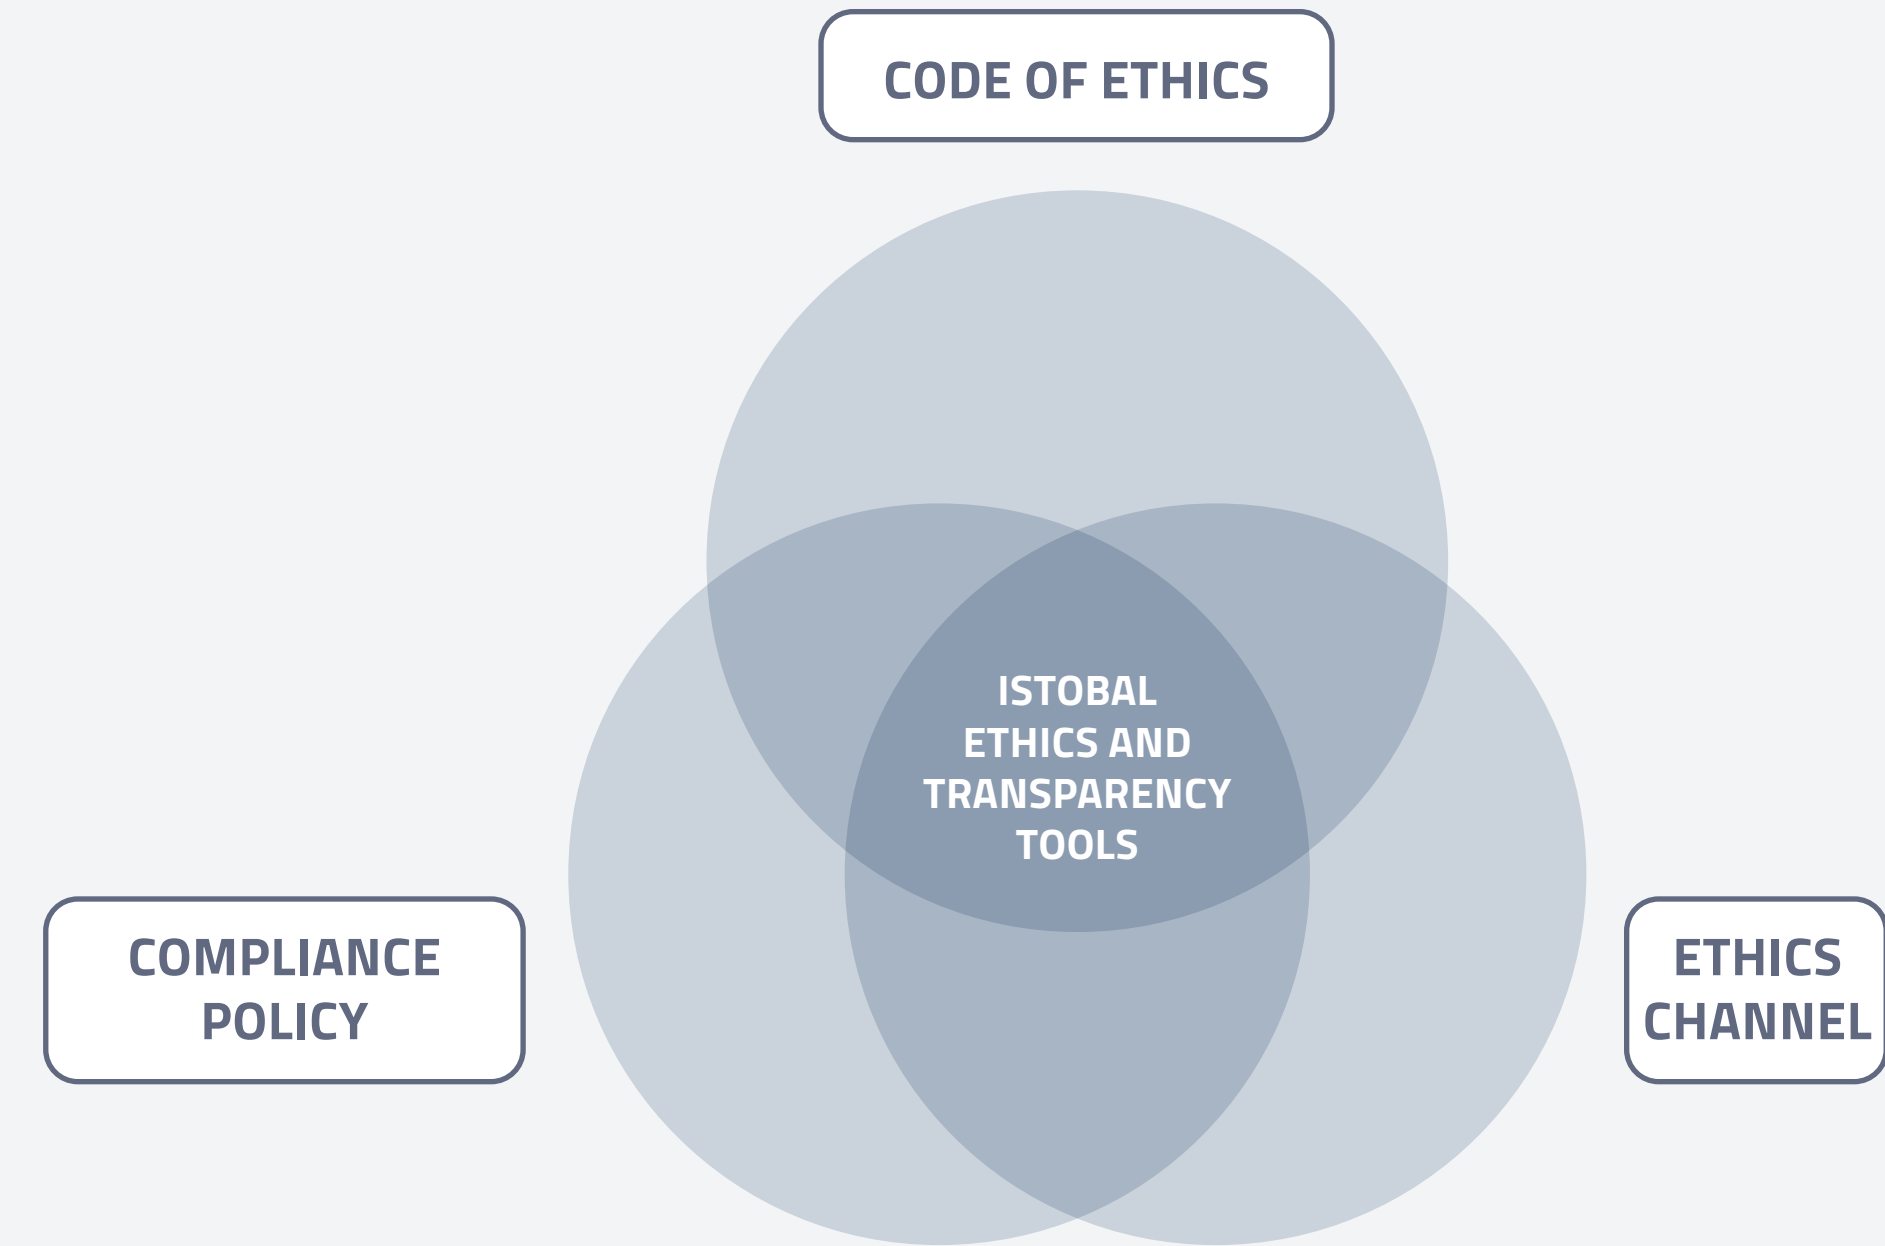 CODE OF ETHICS
ISTOBAL
ETHICS AND
TRANSPARENCY
TOOLS
COMPLIANCE
POLICY
ETHICS
CHANNEL